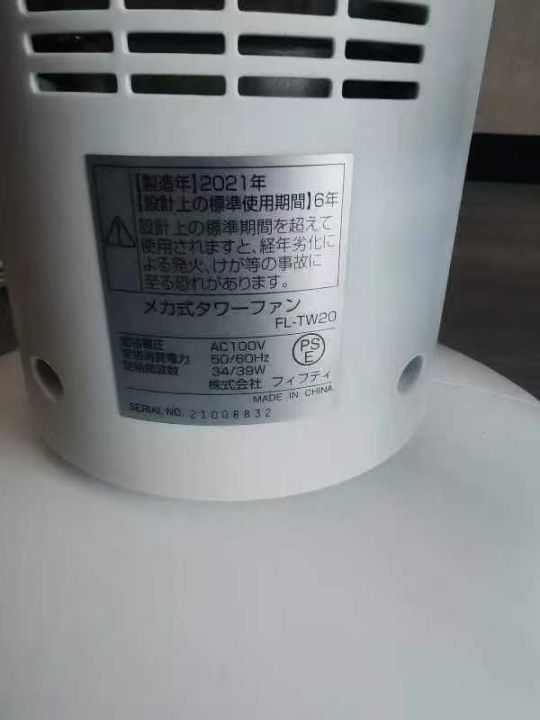 【製造年】2021年
【設計上の標準使用期間】6年
設計上の標準期間を超えて
使用されますと、経年劣化に
よる発火、けが等の事故に
至る恐れがあります。
メカ式タワーファン
FL-TW20
定格電圧 AC100V
定格消費電力 50/60Hz
定格周波数 34/39W
PS
E
株式会社 フィフティ
MADE IN CHINA
SERIAL NO. 21008832